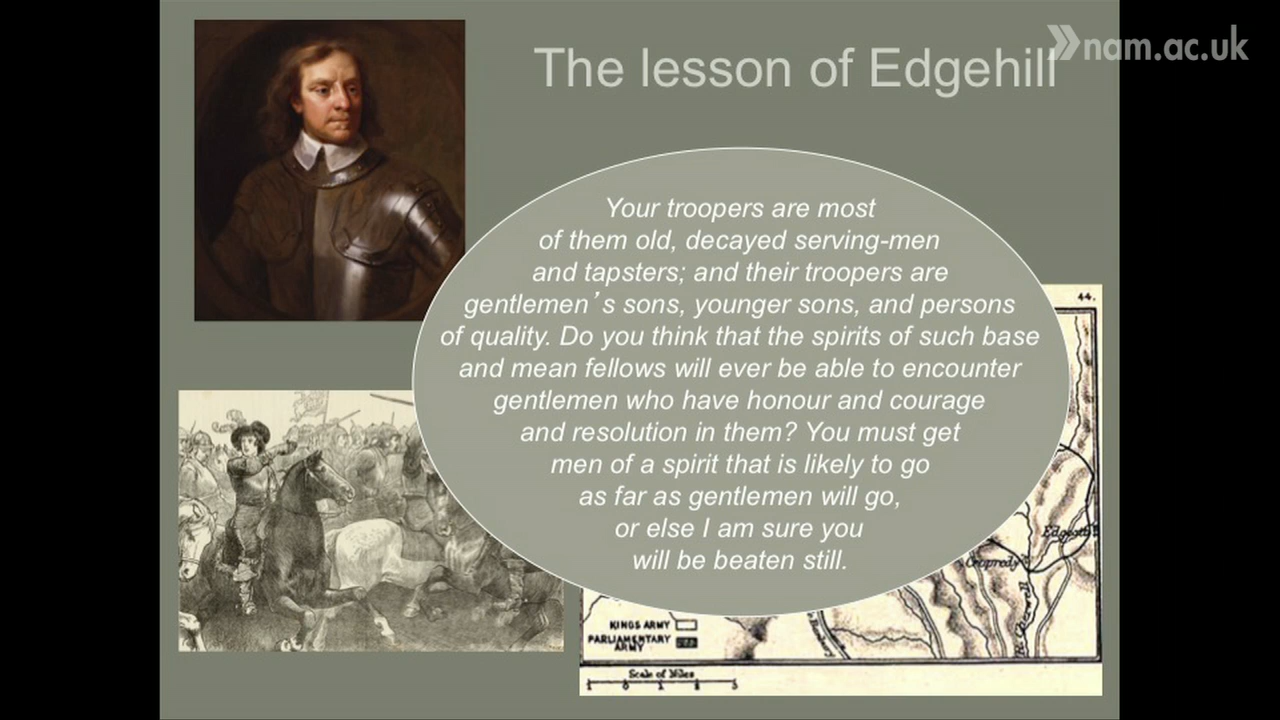 The lesson of Edgehill
nam.ac.uk
Your troopers are most
of them old, decayed serving-men
and tapsters; and their troopers are
gentlemen’s sons, younger sons, and persons
of quality. Do you think that the spirits of such base
and mean fellows will ever be able to encounter
gentlemen who have honour and courage
and resolution in them? You must get
men of a spirit that is likely to go
as far as gentlemen will go,
or else I am sure you
will be beaten still.
44.
Cropredy
KINGS ARMY
PARLIAMENTARY
ARMY
Scale of Miles